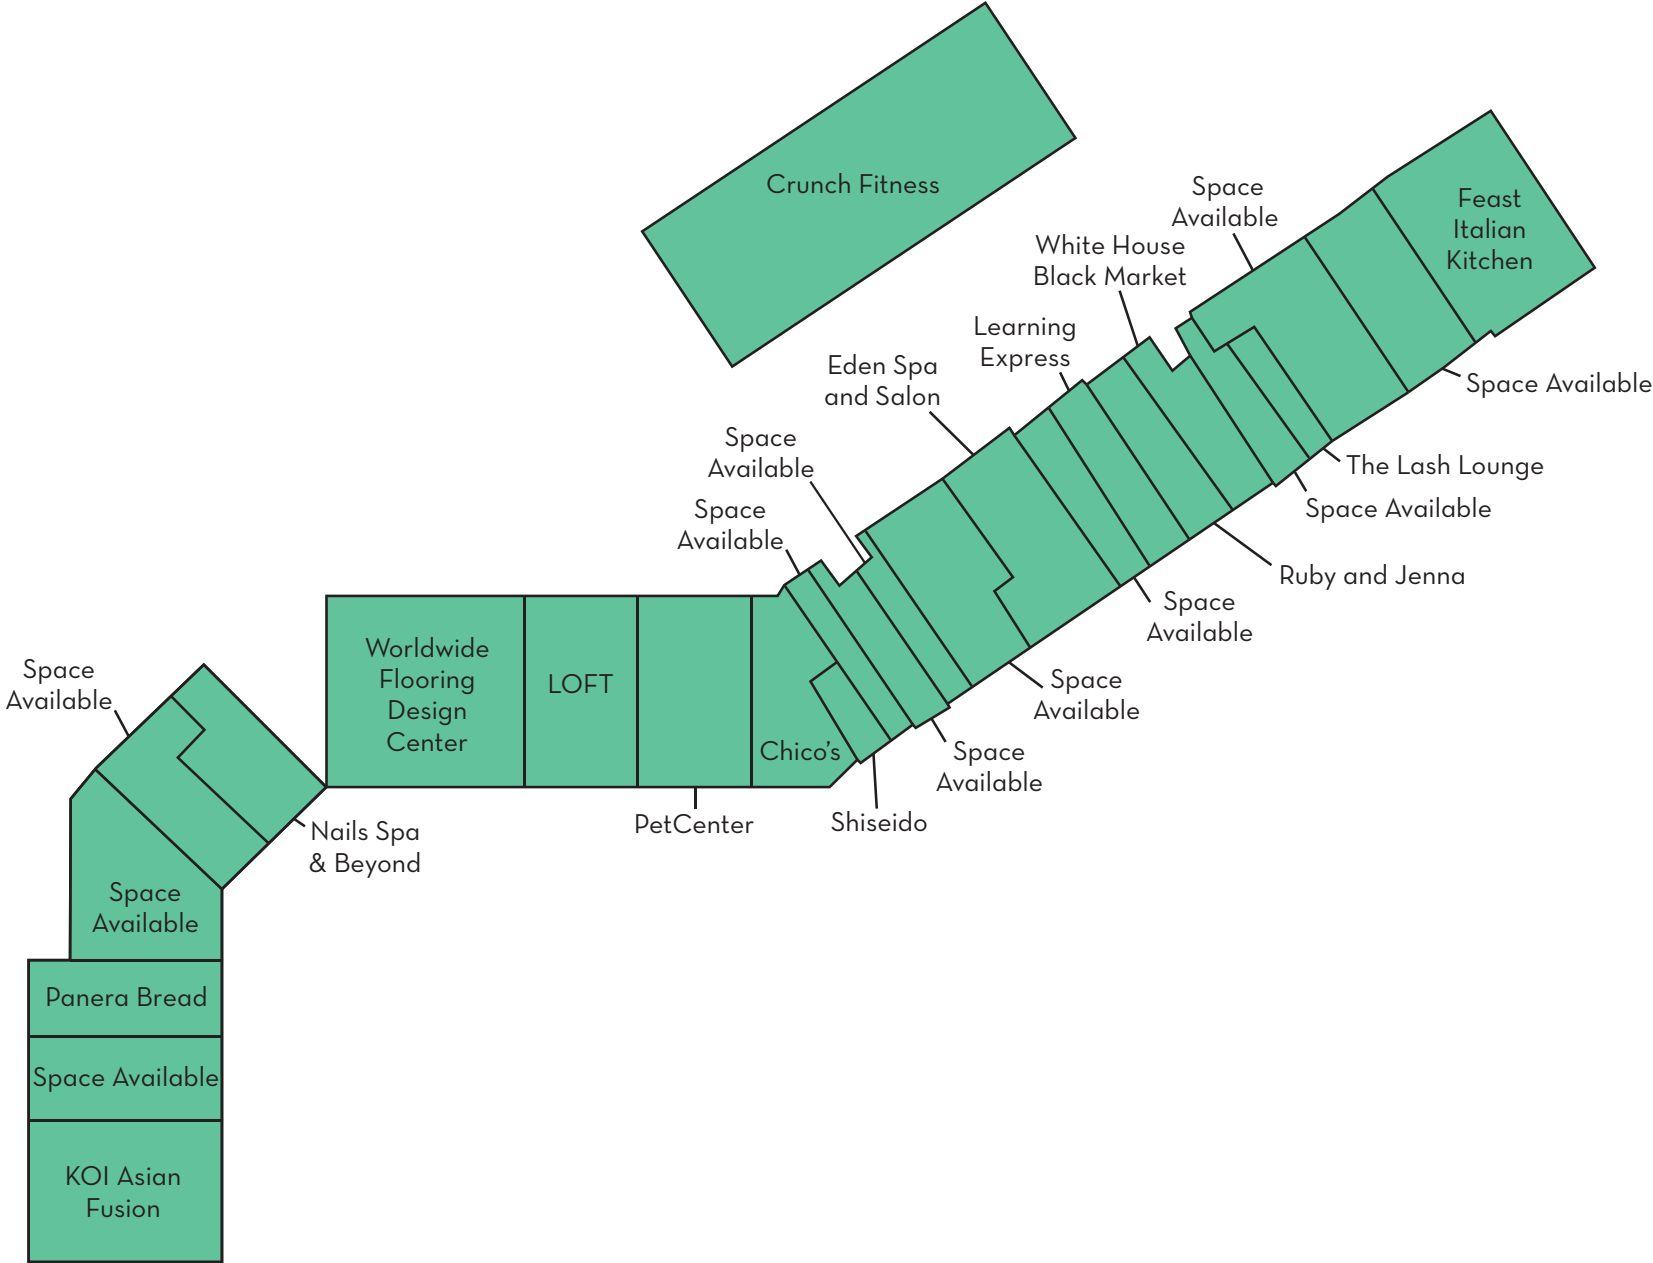 Crunch Fitness
Space
Available
Feast
Italian
Kitchen
White House
Black Market
Learning
Express
Eden Spa
and Salon
Space Available
Space
Available
The Lash Lounge
Space
Available
Space Available
Ruby and Jenna
Space
Available
Worldwide
Flooring
Design
Center
LOFT
Space
Available
Space
Available
Chico's
Space
Available
PetCenter
Shiseido
Nails Spa
& Beyond
Space
Available
Panera Bread
Space Available
KOI Asian
Fusion